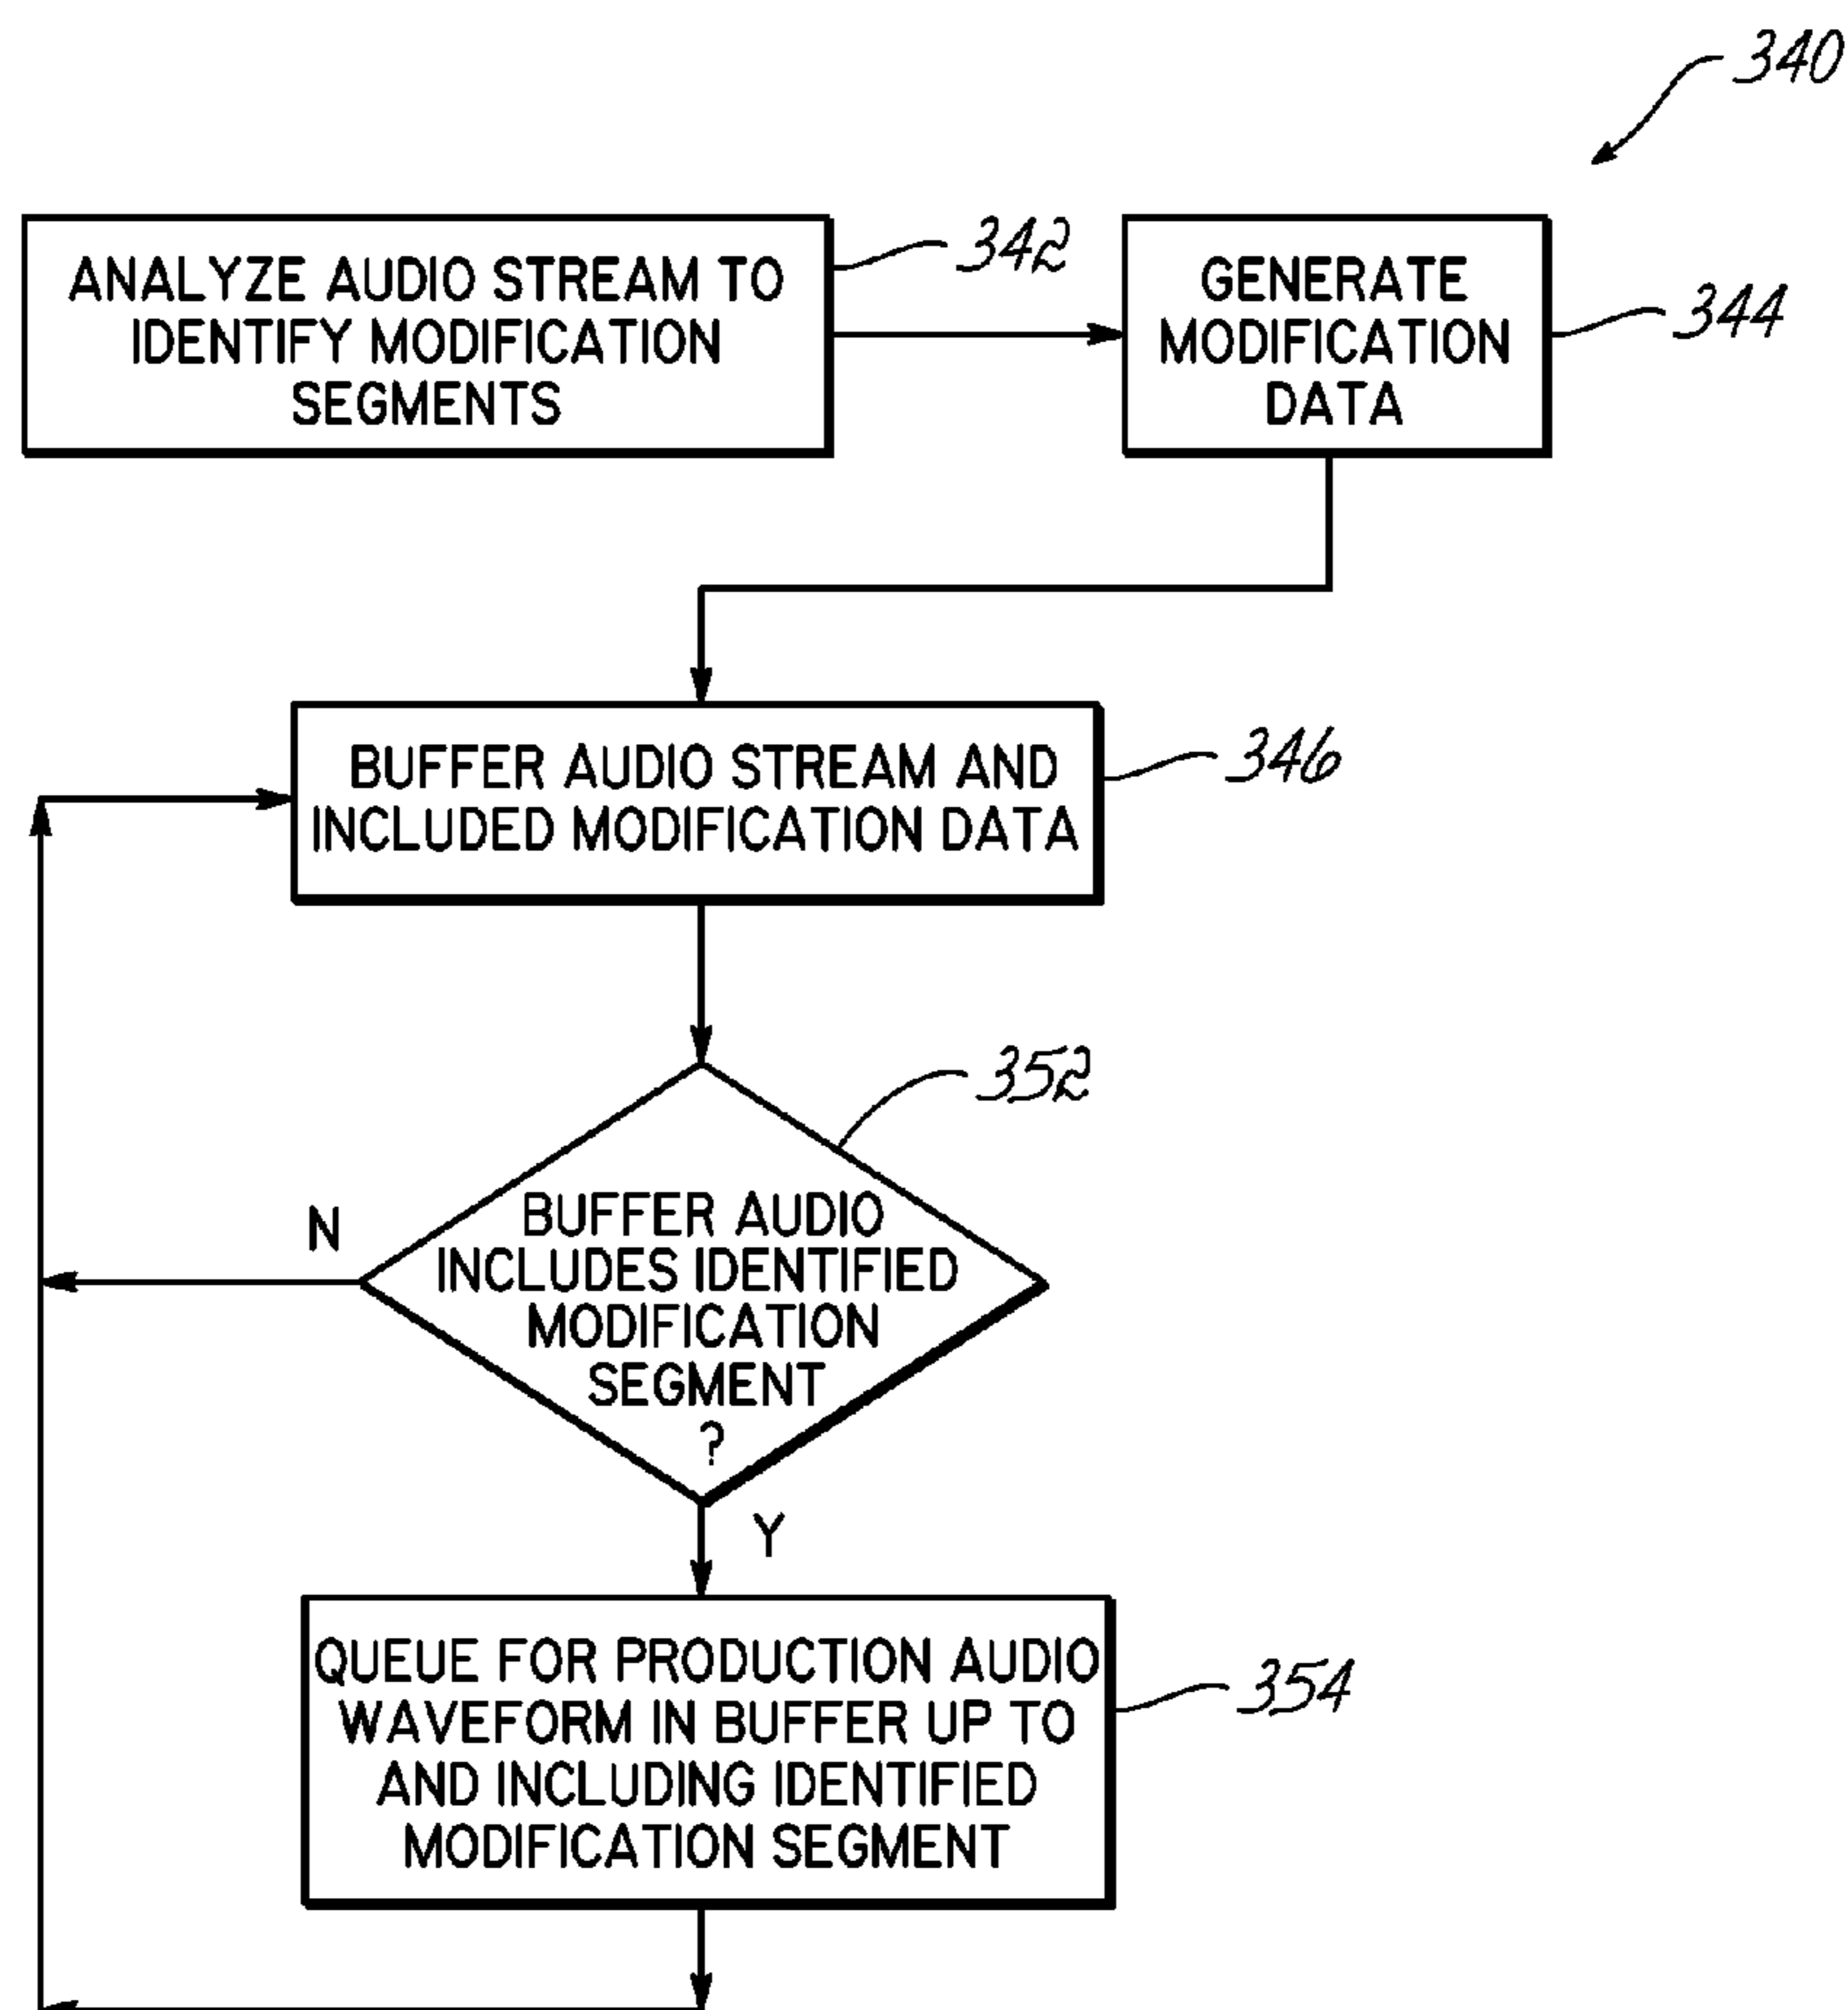 340
ANALYZE AUDIO STREAM TO
IDENTIFY MODIFICATION
SEGMENTS
342
GENERATE
MODIFICATION
DATA
344
BUFFER AUDIO STREAM AND
INCLUDED MODIFICATION DATA
346
352
N
BUFFER AUDIO
INCLUDES IDENTIFIED
MODIFICATION
SEGMENT
?
Y
QUEUE FOR PRODUCTION AUDIO
WAVEFORM IN BUFFER UP TO
AND INCLUDING IDENTIFIED
MODIFICATION SEGMENT
354